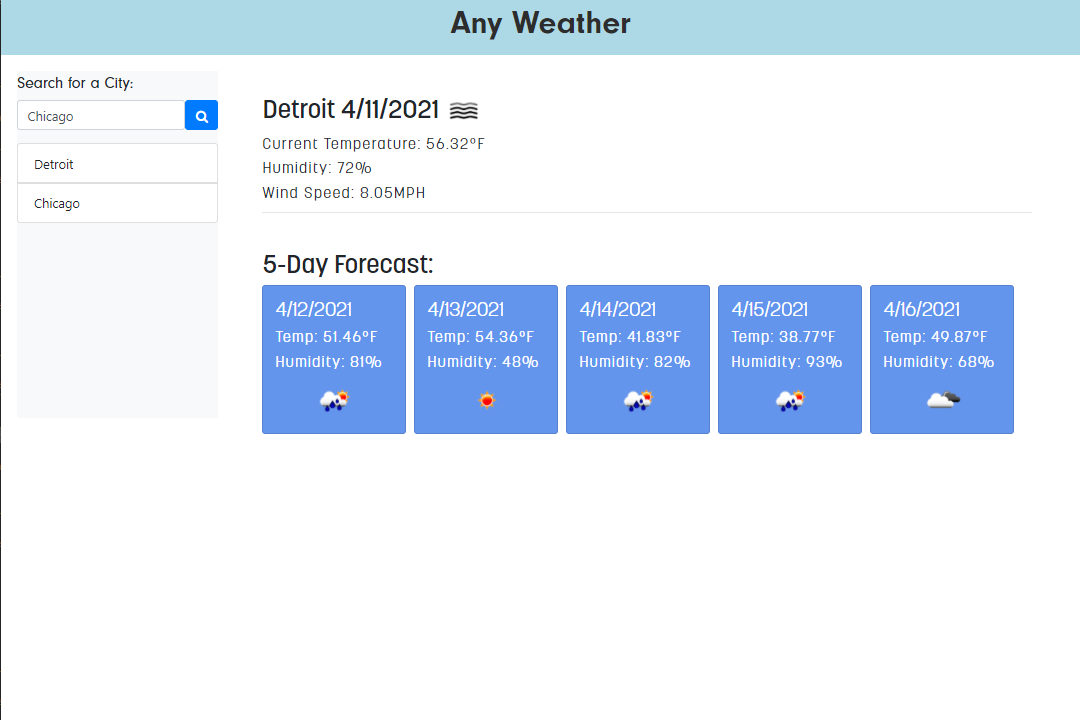 Any Weather
Search for a City:
Chicago
Detroit
Chicago
Detroit 4/11/2021
Current Temperature: 56.32°F
Humidity: 72%
Wind Speed: 8.05MPH
5-Day Forecast:
4/12/2021
Temp: 51.46°F
Humidity: 81%
4/13/2021
Temp: 54.36°F
Humidity: 48%
4/14/2021
Temp: 41.83°F
Humidity: 82%
4/15/2021
Temp: 38.77°F
Humidity: 93%
4/16/2021
Temp: 49.87°F
Humidity: 68%